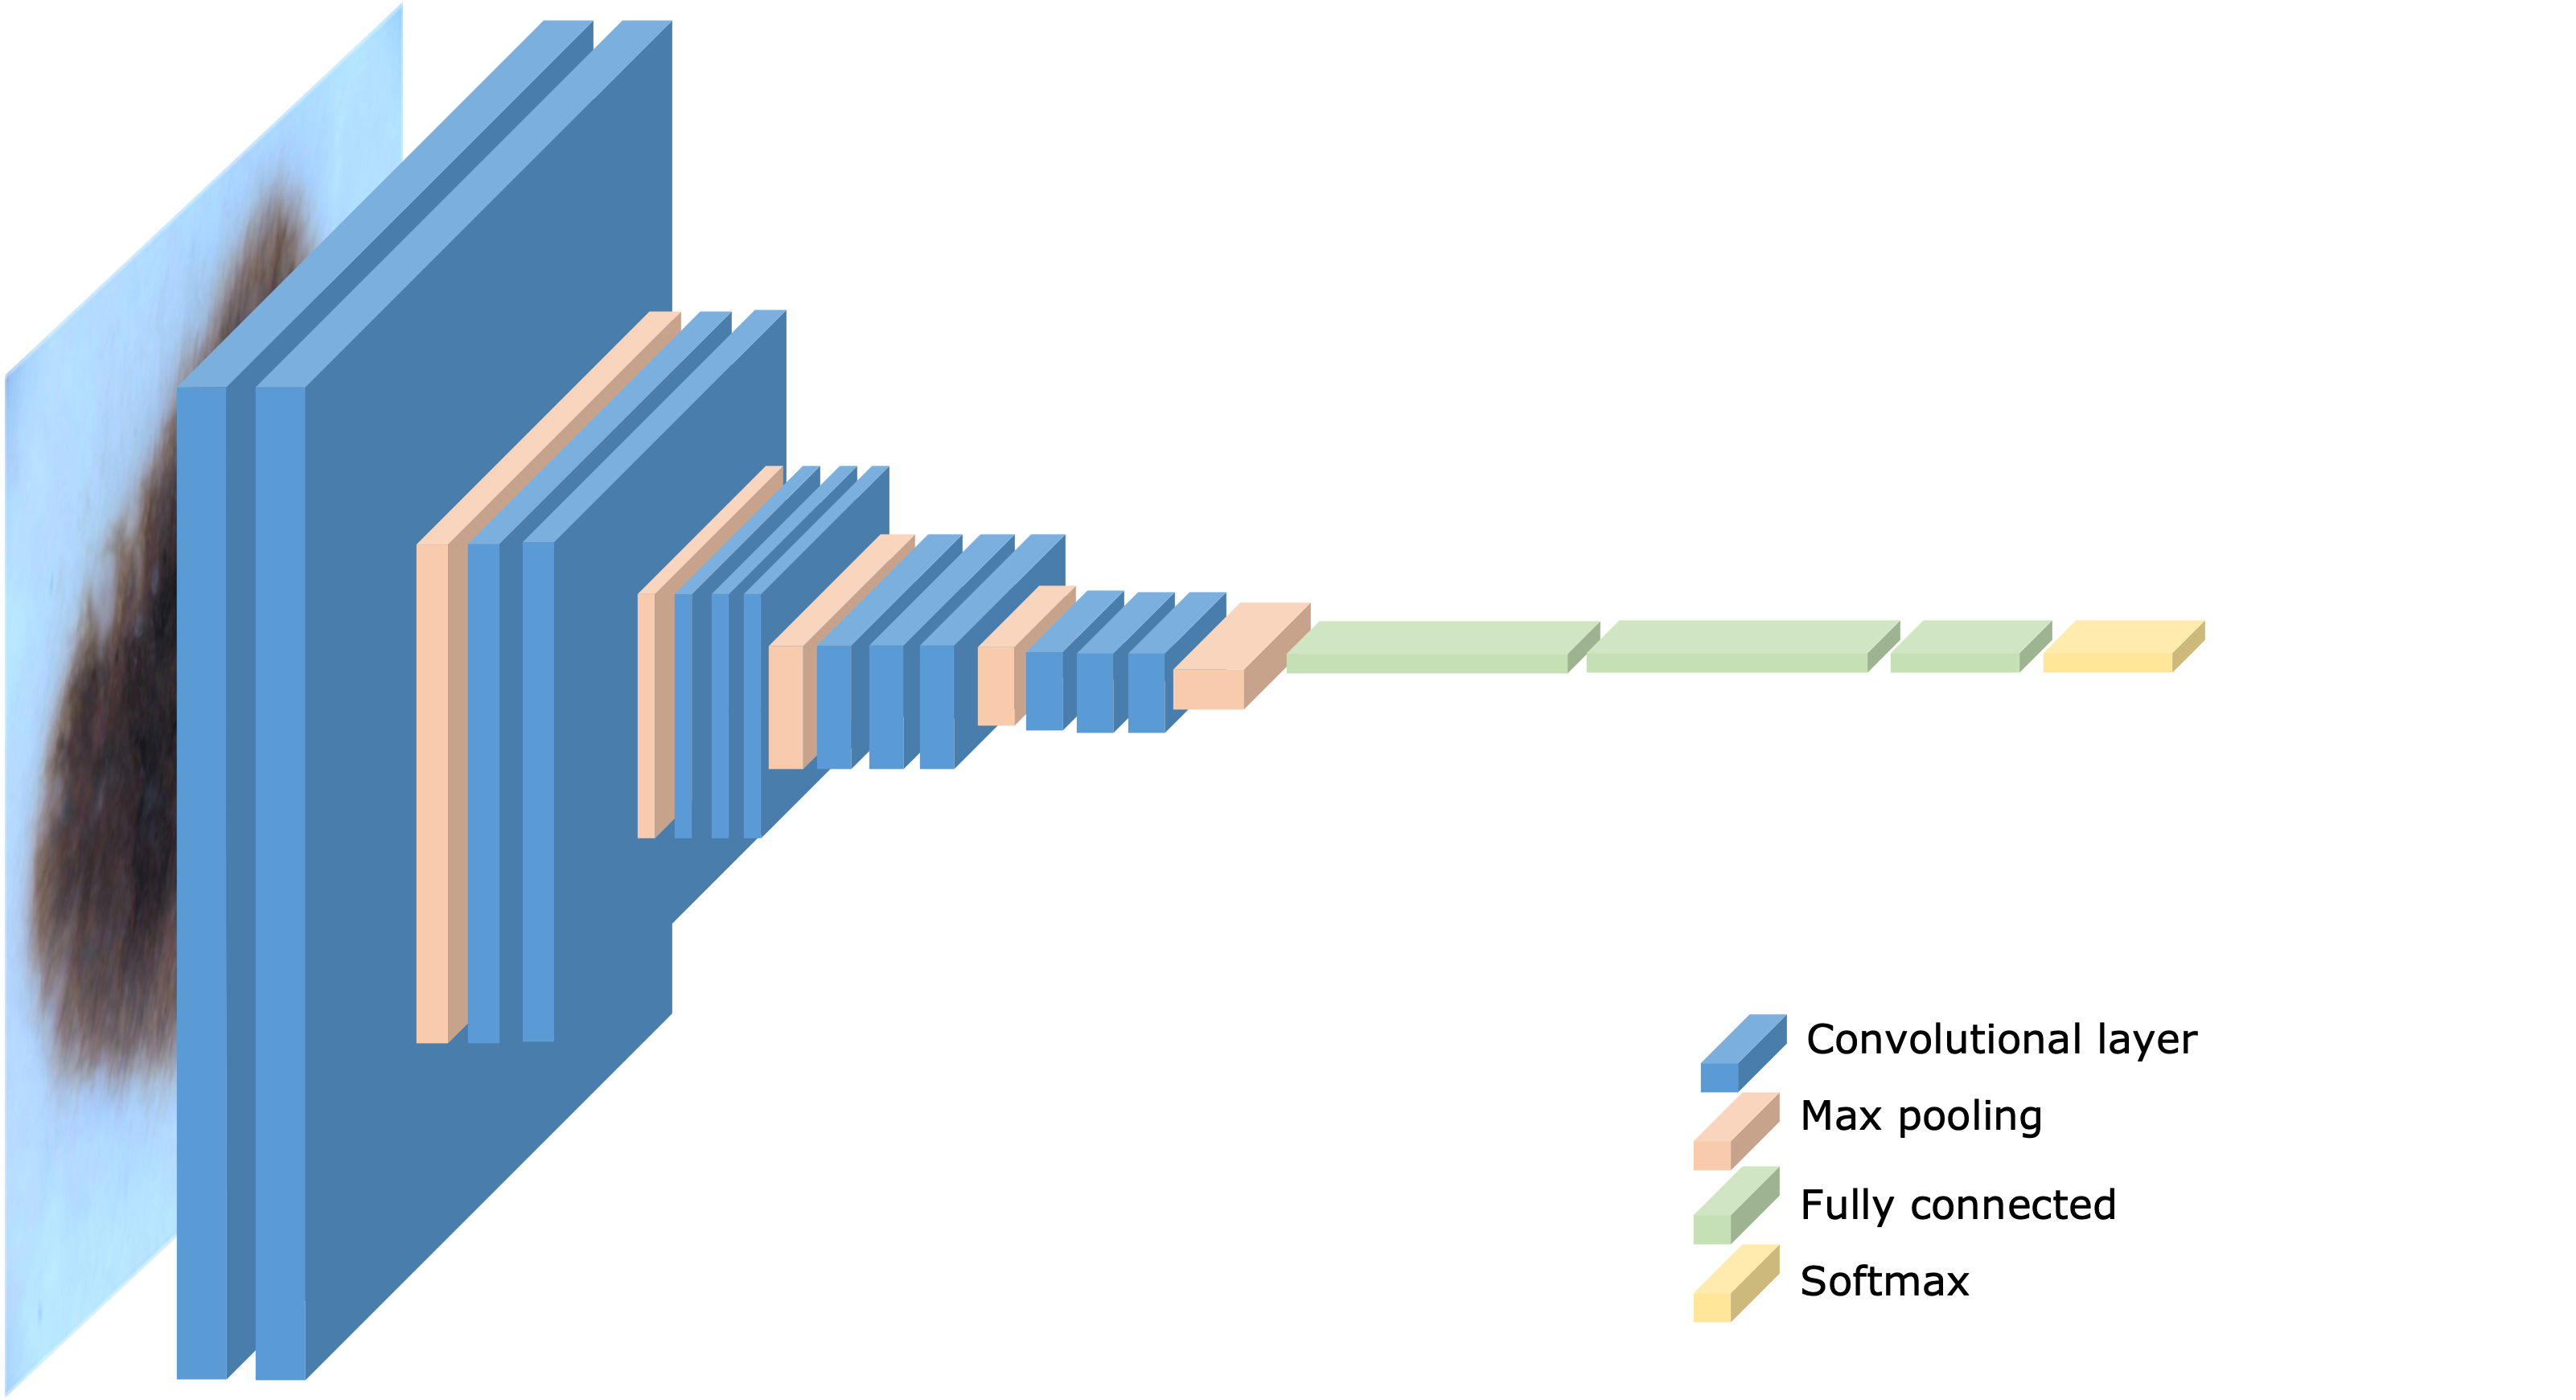 Convolutional layer
Max pooling
Fully connected
Softmax